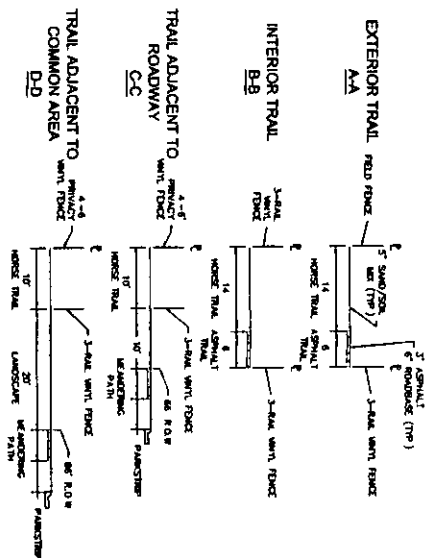 EXTERIOR TRAIL
A-A
FIELD FENCE
5" SAND/SOIL
MIX (TYP)
3" ASPHALT
6" ROADBASE (TYP)
3-RAIL VINYL FENCE
14
HORSE TRAIL
6
ASPHALT
TRAIL
INTERIOR TRAIL
B-B
3-RAIL
VINYL
FENCE
3-RAIL VINYL FENCE
14
HORSE TRAIL
6
ASPHALT
TRAIL
TRAIL ADJACENT TO
ROADWAY
C-C
4-6'
PRIVACY
VINYL FENCE
3-RAIL VINYL FENCE
66 R.O.W
10'
HORSE TRAIL
10'
MEANDERING
PATH
PARKSTRIP
TRAIL ADJACENT TO
COMMON AREA
D-D
4-6
PRIVACY
VINYL FENCE
3-RAIL VINYL FENCE
R.O.W
10'
HORSE TRAIL
20'
LANDSCAPE
MEANDERING
PATH
PARKSTRIP